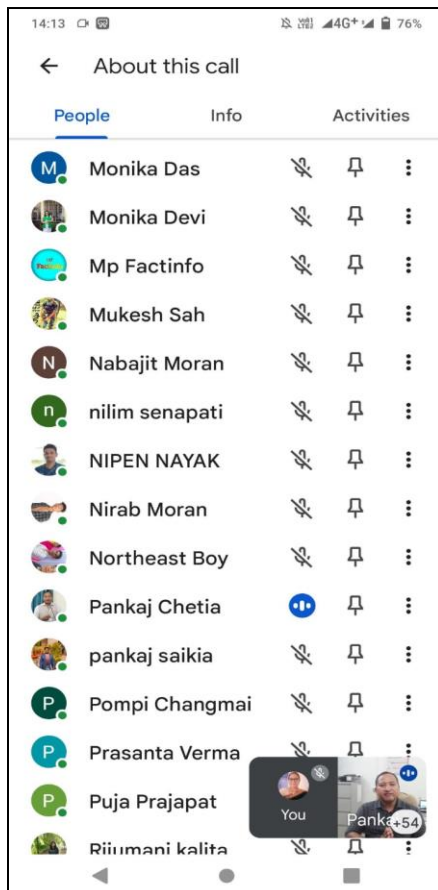 14:13 76%
4G+
About this call
People Info Activities
M Monika Das
Monika Devi
Mp Factinfo
Mukesh Sah
N Nabajit Moran
n nilim senapati
NIPEN NAYAK
Nirab Moran
Northeast Boy
Pankaj Chetia
pankaj saikia
P Pompi Changmai
P Prasanta Verma
P Puja Prajapat
You Panka +54
Rijumani kalita